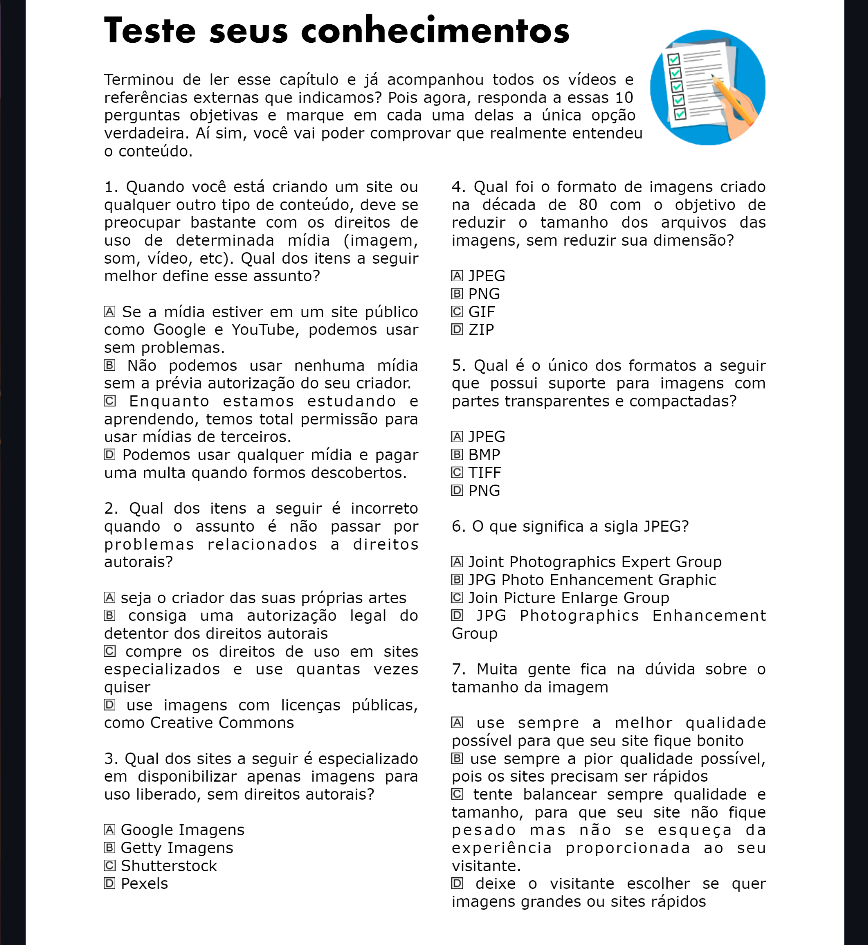 Teste seus conhecimentos
Terminou de ler esse capítulo e já acompanhou todos os vídeos e
referências externas que indicamos? Pois agora, responda a essas 10
perguntas objetivas e marque em cada uma delas a única opção
verdadeira. Aí sim, você vai poder comprovar que realmente entendeu
o conteúdo.
1. Quando você está criando um site ou
qualquer outro tipo de conteúdo, deve se
preocupar bastante com os direitos de
uso de determinada mídia (imagem,
som, vídeo, etc). Qual dos itens a seguir
melhor define esse assunto?
A Se a mídia estiver em um site público
como Google e YouTube, podemos usar
sem problemas.
B Não podemos usar nenhuma mídia
sem a prévia autorização do seu criador.
C Enquanto estamos estudando e
aprendendo, temos total permissão para
usar mídias de terceiros.
D Podemos usar qualquer mídia e pagar
uma multa quando formos descobertos.
2. Qual dos itens a seguir é incorreto
quando o assunto é não passar por
problemas relacionados a direitos
autorais?
A seja o criador das suas próprias artes
B consiga uma autorização legal do
detentor dos direitos autorais
C compre os direitos de uso em sites
especializados e use quantas vezes
quiser
D use imagens com licenças públicas,
como Creative Commons
3. Qual dos sites a seguir é especializado
em disponibilizar apenas imagens para
uso liberado, sem direitos autorais?
A Google Imagens
B Getty Imagens
C Shutterstock
D Pexels
4. Qual foi o formato de imagens criado
na década de 80 com o objetivo de
reduzir o tamanho dos arquivos das
imagens, sem reduzir sua dimensão?
A JPEG
B PNG
C GIF
D ZIP
5. Qual é o único dos formatos a seguir
que possui suporte para imagens com
partes transparentes e compactadas?
A JPEG
B BMP
C TIFF
D PNG
6. O que significa a sigla JPEG?
A Joint Photographics Expert Group
B JPG Photo Enhancement Graphic
C Join Picture Enlarge Group
D JPG Photographics Enhancement
Group
7. Muita gente fica na dúvida sobre o
tamanho da imagem
A use sempre a melhor qualidade
possível para que seu site fique bonito
B use sempre a pior qualidade possível,
pois os sites precisam ser rápidos
C tente balancear sempre qualidade e
tamanho, para que seu site não fique
pesado mas não se esqueça da
experiência proporcionada ao seu
visitante.
D deixe o visitante escolher se quer
imagens grandes ou sites rápidos